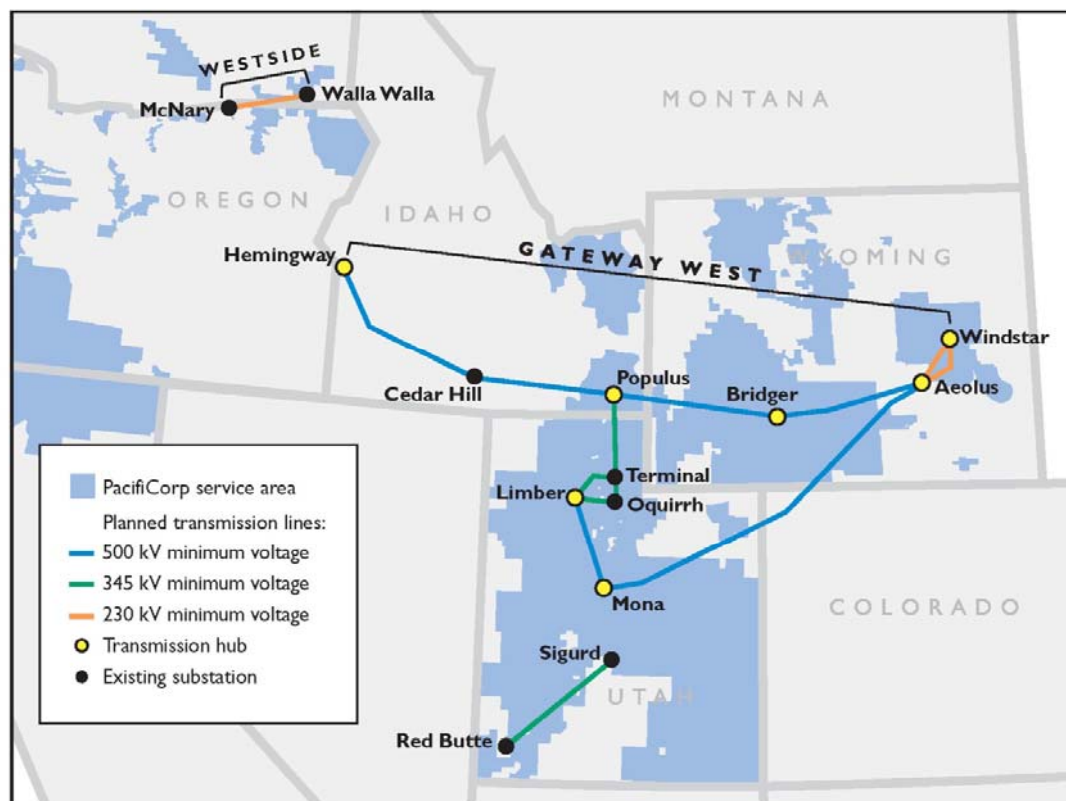 WESTSIDE
Walla Walla
McNary
MONTANA
OREGON
IDAHO
Hemingway
GATEWAY WEST
WYOMING
Windstar
Populus
Bridger
Aeolus
Cedar Hill
Terminal
Limber
Oquirrh
Mona
COLORADO
Sigurd
UTAH
Red Butte
PacifiCorp service area
Planned transmission lines:
500 kV minimum voltage
345 kV minimum voltage
230 kV minimum voltage
Transmission hub
Existing substation